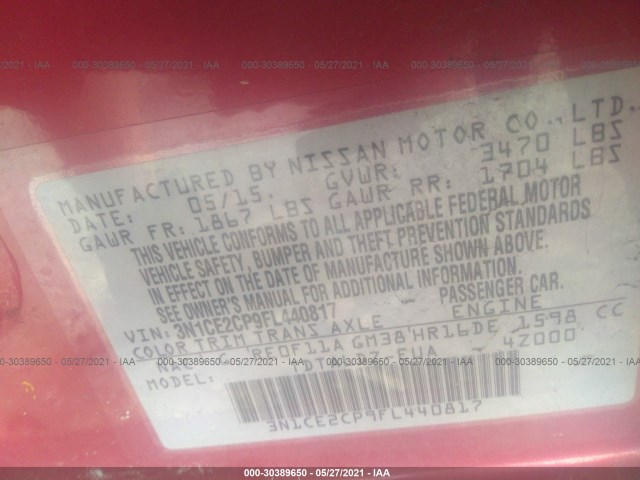 000-30389650 / 05/27/2021 - IAA
MANUFACTURED BY NISSAN MOTOR CO., LTD.
DATE: 05/15 GVWR: 3470 LBS
GAWR FR: 1867 LBS GAWR RR: 1704 LBS
THIS VEHICLE CONFORMS TO ALL APPLICABLE FEDERAL MOTOR
VEHICLE SAFETY, BUMPER AND THEFT PREVENTION STANDARDS
IN EFFECT ON THE DATE OF MANUFACTURE SHOWN ABOVE.
SEE OWNER'S MANUAL FOR ADDITIONAL INFORMATION.
VIN: 3N1CE2CP9FL440817 PASSENGER CAR.
COLOR TRIM TRANS AXLE ENGINE
NAC G RE4F11A GM38 HR16DE 1598 CC
MODEL: 4Z000
3N1CE2CP9FL440817
000-30389650 / 05/27/2021 - IAA